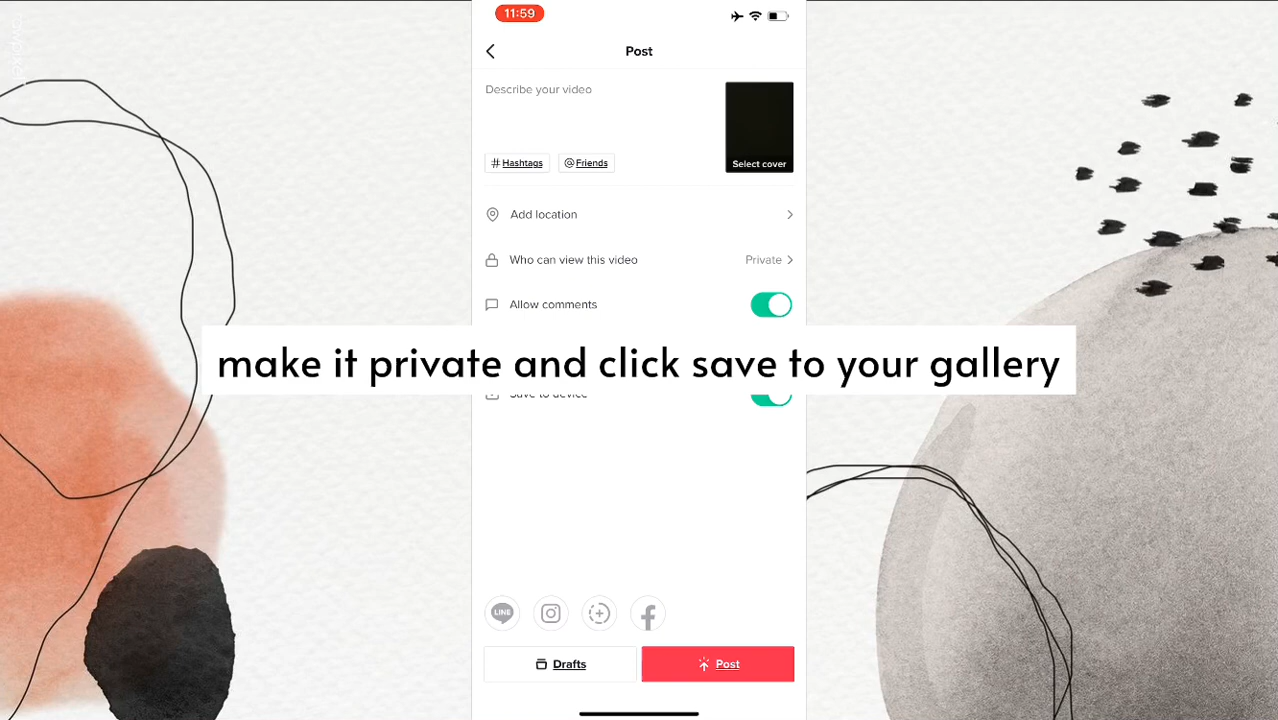 11:59
Post
Describe your video
Select cover
# Hashtags
@ Friends
Add location
Who can view this video
Private
Allow comments
make it private and click save to your gallery
Save to device
LINE
Drafts
Post